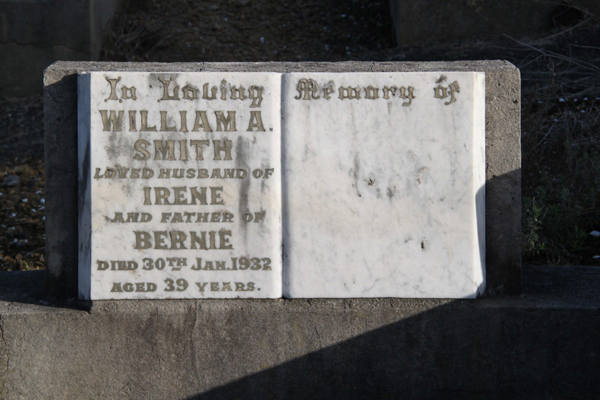 In Loving Memory of
WILLIAM A.
SMITH
LOVED HUSBAND OF
IRENE
AND FATHER OF
BERNIE
DIED 30TH JAN. 1932
AGED 39 YEARS.